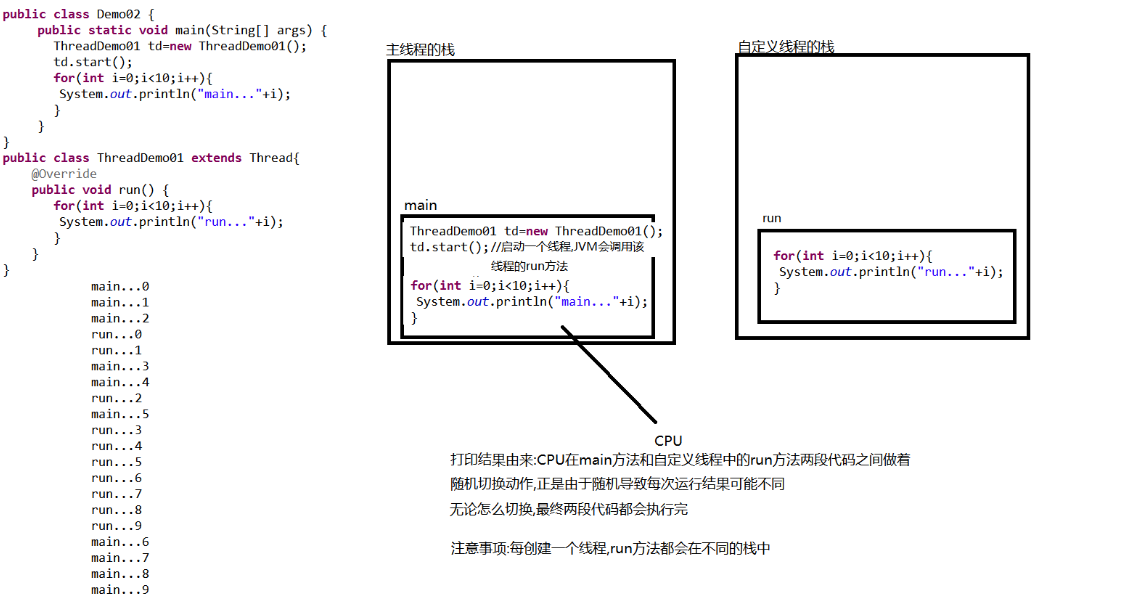 public class Demo02 {
public static void main(String[] args) {
ThreadDemo01 td=new ThreadDemo01();
td.start();
for(int i=0;i<10;i++){
System.out.println("main..."+i);
}
}
}
public class ThreadDemo01 extends Thread{
@Override
public void run() {
for(int i=0;i<10;i++){
System.out.println("run..."+i);
}
}
}
main...0
main...1
main...2
run...0
run...1
main...3
main...4
run...2
main...5
run...3
run...4
run...5
run...6
run...7
run...8
run...9
main...6
main...7
main...8
main...9
主线程的栈
main
ThreadDemo01 td=new ThreadDemo01();
td.start();//启动一个线程,JVM会调用该
线程的run方法
for(int i=0;i<10;i++){
System.out.println("main..."+i);
}
自定义线程的栈
run
for(int i=0;i<10;i++){
System.out.println("run..."+i);
}
CPU
打印结果由来:CPU在main方法和自定义线程中的run方法两段代码之间做着
随机切换动作,正是由于随机导致每次运行结果可能不同
无论怎么切换,最终两段代码都会执行完
注意事项:每创建一个线程,run方法都会在不同的栈中